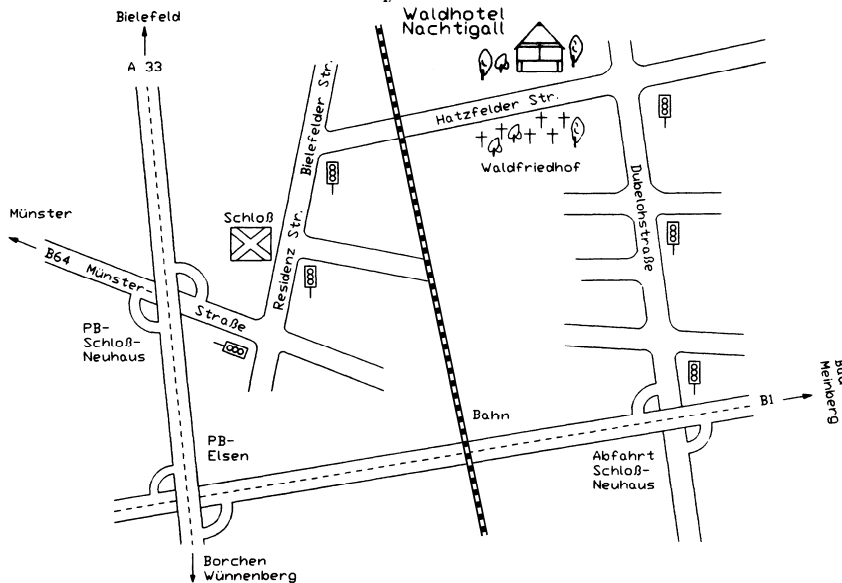 Waldhotel
Nachtigall
Bielefeld
A 33
Bielefelder Str.
Hatzfelder Str.
Waldfriedhof
Dubelohstraße
Münster
Schloß
B64 Münster-
Straße
Residenz Str.
PB-
Schloß-
Neuhaus
Bad
Meinberg
B1
Bahn
PB-
Elsen
Abfahrt
Schloß-
Neuhaus
Borchen
Wünnenberg